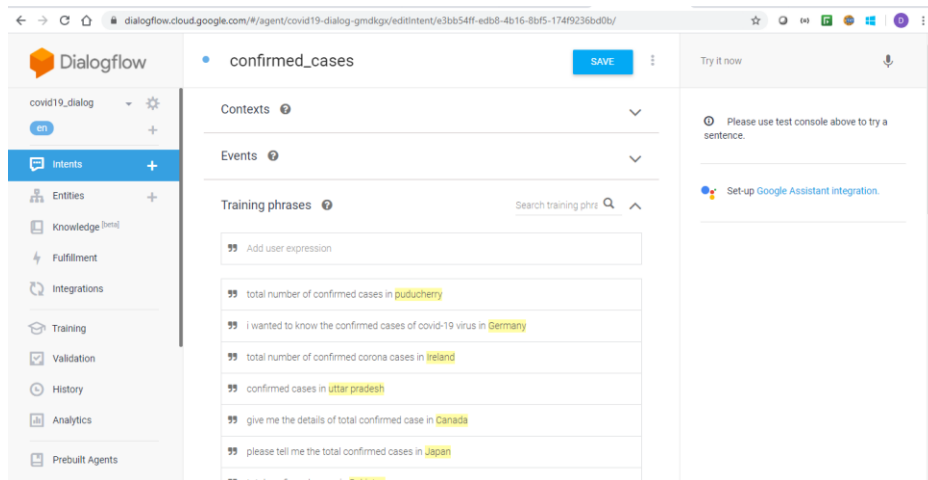 dialogflow.cloud.google.com/#/agent/covid19-dialog-gmdkgx/editIntent/e3bb54ff-edb8-4b16-8bf5-174f9236bd0b/
D
Dialogflow
confirmed_cases
SAVE
Try it now
covid19_dialog
en
Contexts
Please use test console above to try a
sentence.
Intents
Events
Entities
Set-up Google Assistant integration.
Training phrases
Search training phra
Knowledge [beta]
Add user expression
Fulfillment
Integrations
total number of confirmed cases in puducherry
Training
i wanted to know the confirmed cases of covid-19 virus in Germany
Validation
total number of confirmed corona cases in Ireland
History
confirmed cases in uttar pradesh
Analytics
give me the details of total confirmed case in Canada
Prebuilt Agents
please tell me the total confirmed cases in Japan